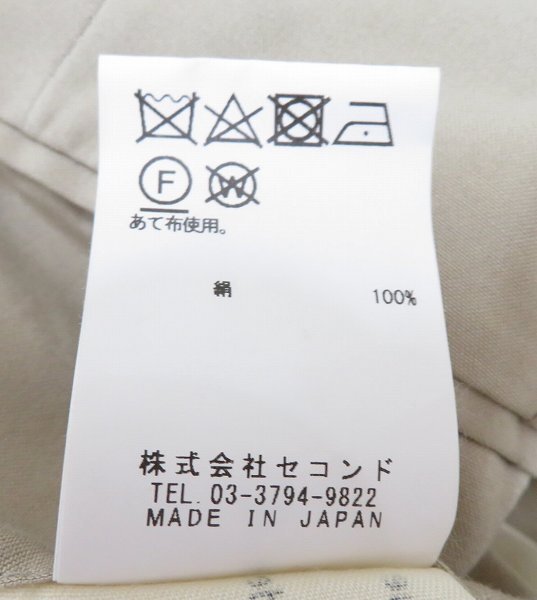 F W
あて布使用。
絹 100%
株式会社セコンド
TEL. 03-3794-9822
MADE IN JAPAN